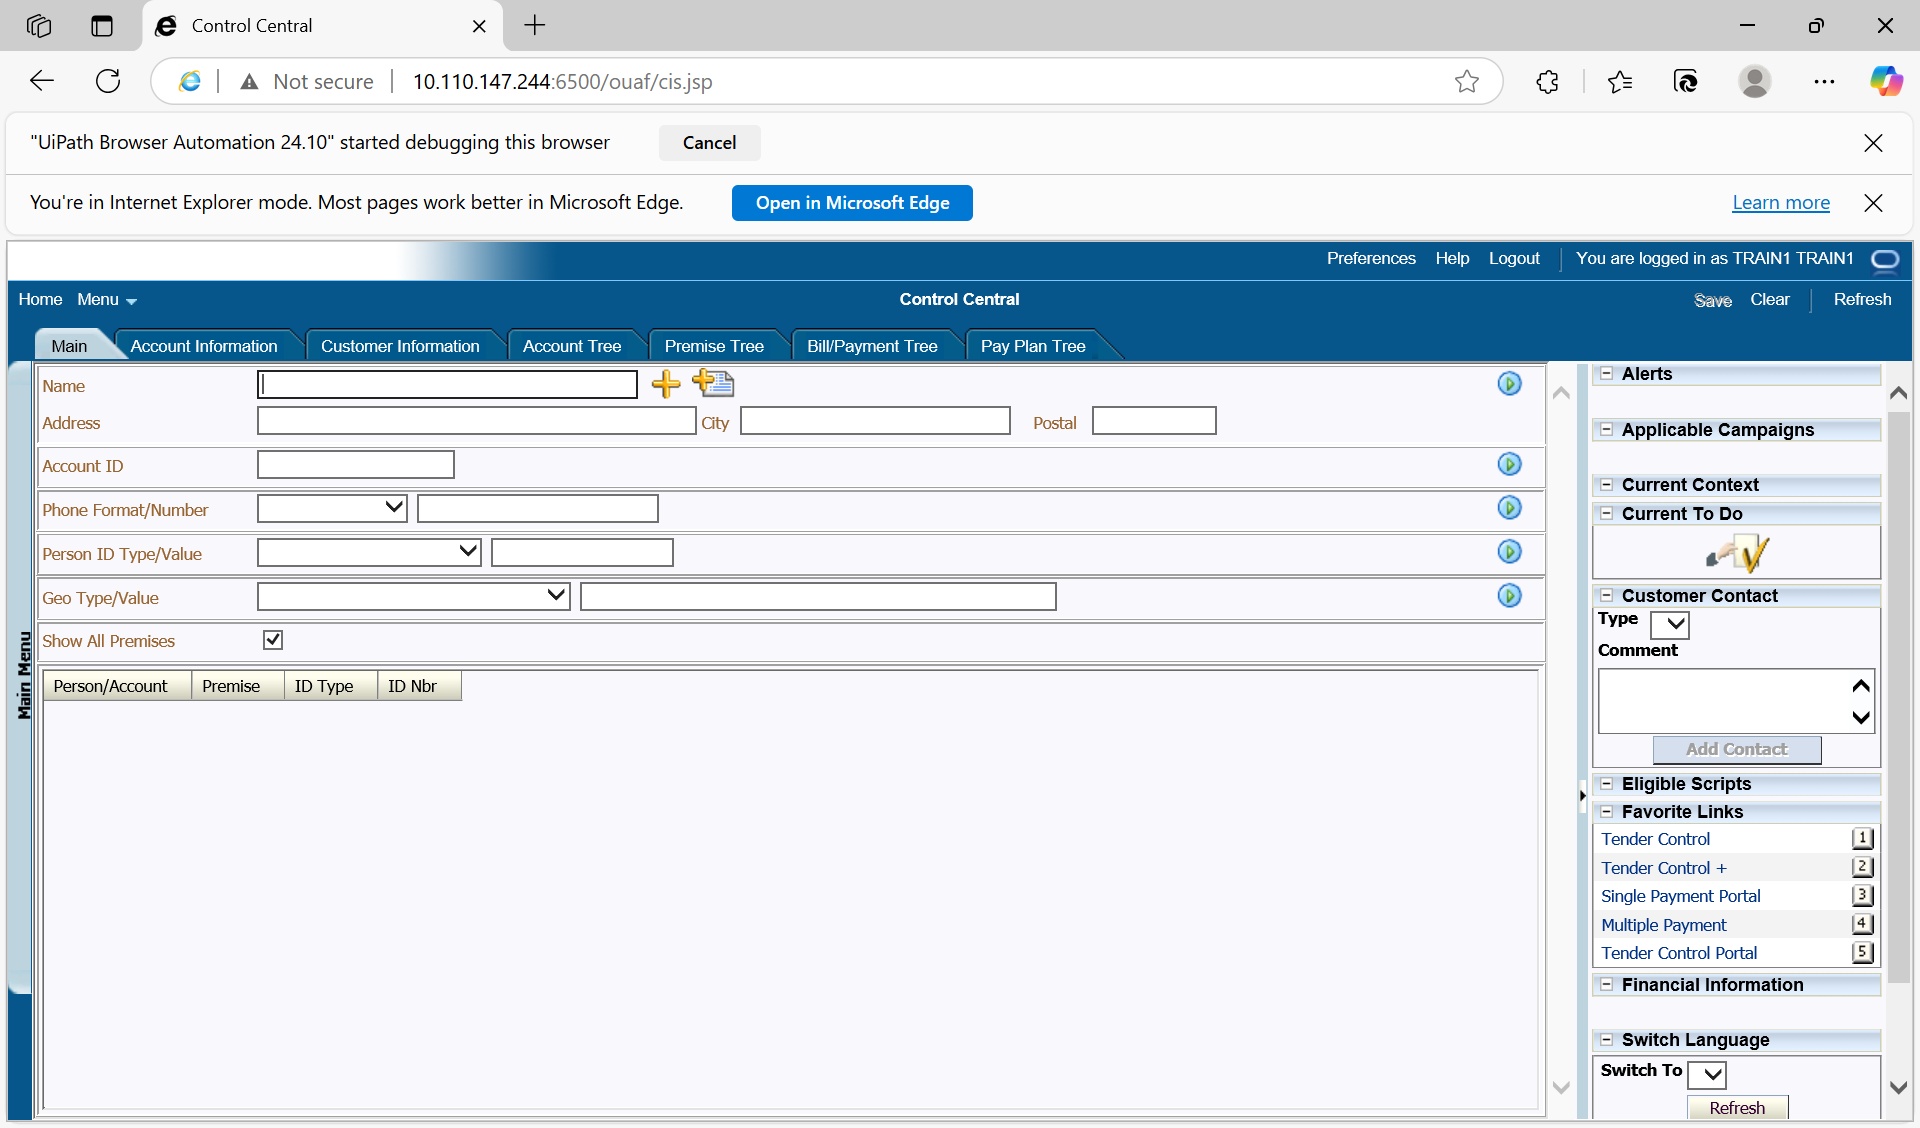 Control Central
Not secure
10.110.147.244:6500/ouaf/cis.jsp
"UiPath Browser Automation 24.10" started debugging this browser
Cancel
You're in Internet Explorer mode. Most pages work better in Microsoft Edge.
Open in Microsoft Edge
Learn more
Preferences
Help
Logout
You are logged in as TRAIN1 TRAIN1
Home
Menu
Control Central
Save
Clear
Refresh
Main
Account Information
Customer Information
Account Tree
Premise Tree
Bill/Payment Tree
Pay Plan Tree
Main Menu
Name
Address
City
Postal
Account ID
Phone Format/Number
Person ID Type/Value
Geo Type/Value
Show All Premises
Person/Account
Premise
ID Type
ID Nbr
Alerts
Applicable Campaigns
Current Context
Current To Do
Customer Contact
Type
Comment
Add Contact
Eligible Scripts
Favorite Links
Tender Control
1
Tender Control +
2
Single Payment Portal
3
Multiple Payment
4
Tender Control Portal
5
Financial Information
Switch Language
Switch To
Refresh